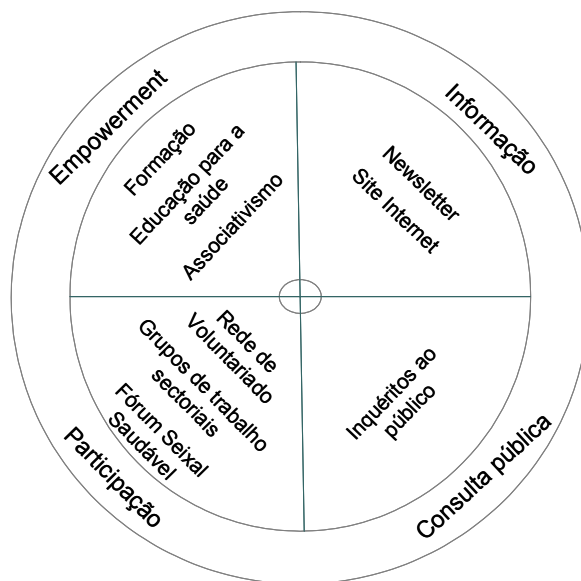 Empowerment
Formação
Educação para a
saúde
Associativismo
Informação
Newsletter
Site Internet
Participação
Rede de
Voluntariado
Grupos de trabalho
sectoriais
Fórum Seixal
Saudável
Consulta pública
Inquéritos ao
público